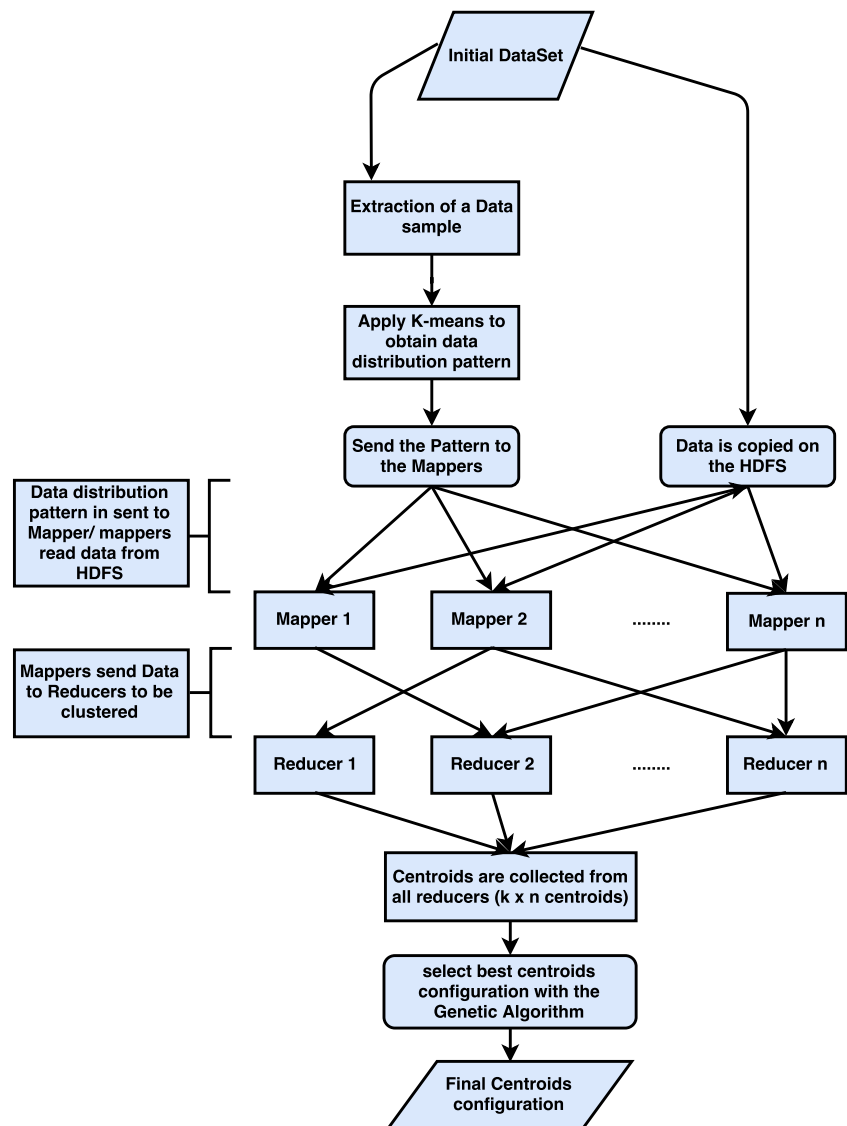 Initial DataSet
Extraction of a Data
sample
Apply K-means to
obtain data
distribution pattern
Send the Pattern to
the Mappers
Data is copied on
the HDFS
Data distribution
pattern in sent to
Mapper/ mappers
read data from
HDFS
Mapper 1
Mapper 2
........
Mapper n
Mappers send Data
to Reducers to be
clustered
Reducer 1
Reducer 2
........
Reducer n
Centroids are collected from
all reducers (k x n centroids)
select best centroids
configuration with the
Genetic Algorithm
Final Centroids
configuration